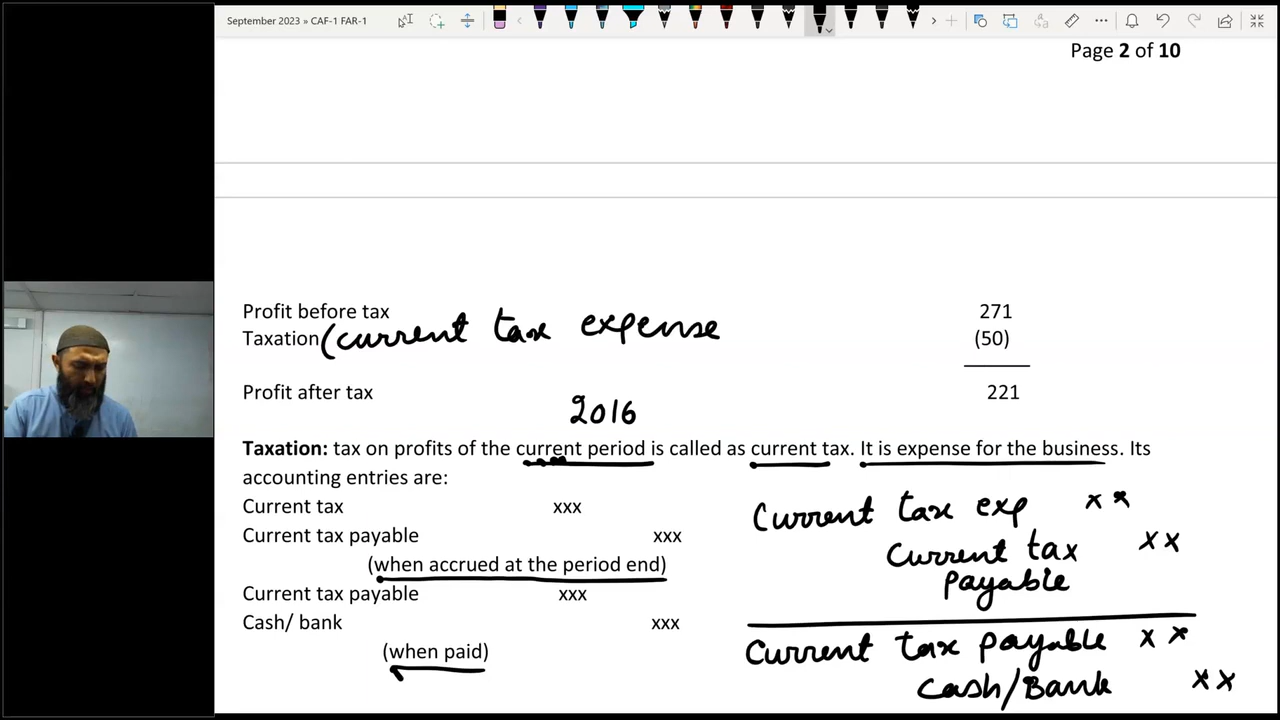 September 2023 » CAF-1 FAR-1
Page 2 of 10
Profit before tax 271
Taxation (current tax expense (50)
Profit after tax 221
2016
Taxation: tax on profits of the current period is called as current tax. It is expense for the business. Its
accounting entries are:
Current tax xxx
Current tax payable xxx
(when accrued at the period end)
Current tax payable xxx
Cash/ bank xxx
(when paid)
Current tax exp x x
Current tax x x
payable
Current tax payable x x
Cash/Bank x x